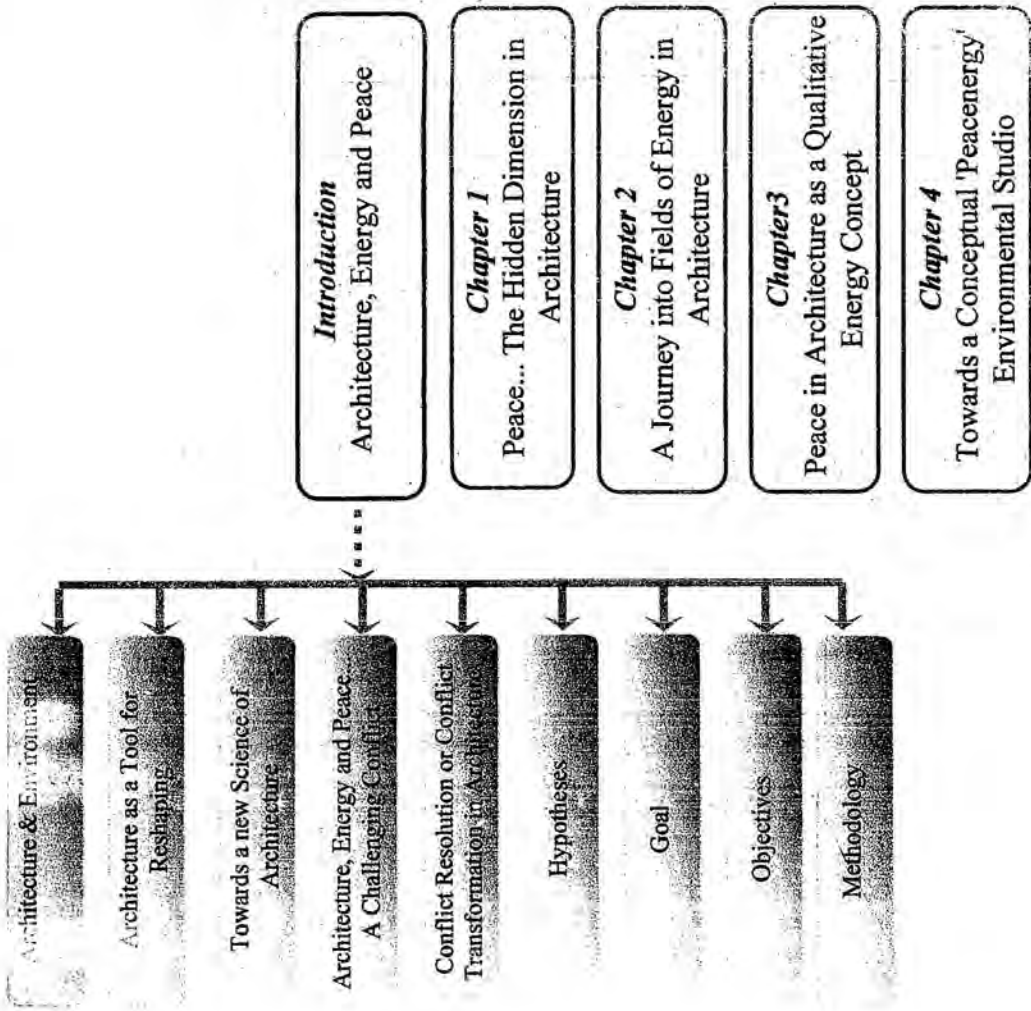 Introduction
Architecture, Energy and Peace
Chapter 1
Peace... The Hidden Dimension in
Architecture
Chapter 2
A Journey into Fields of Energy in
Architecture
Chapter3
Peace in Architecture as a Qualitative
Energy Concept
Chapter 4
Towards a Conceptual 'Peacenergy'
Environmental Studio
Architecture & Environment
Architecture as a Tool for
Reshaping
Towards a new Science of
Architecture
Architecture, Energy and Peace...
A Challenging Conflict
Conflict Resolution or Conflict
Transformation in Architecture
Hypotheses
Goal
Objectives
Methodology